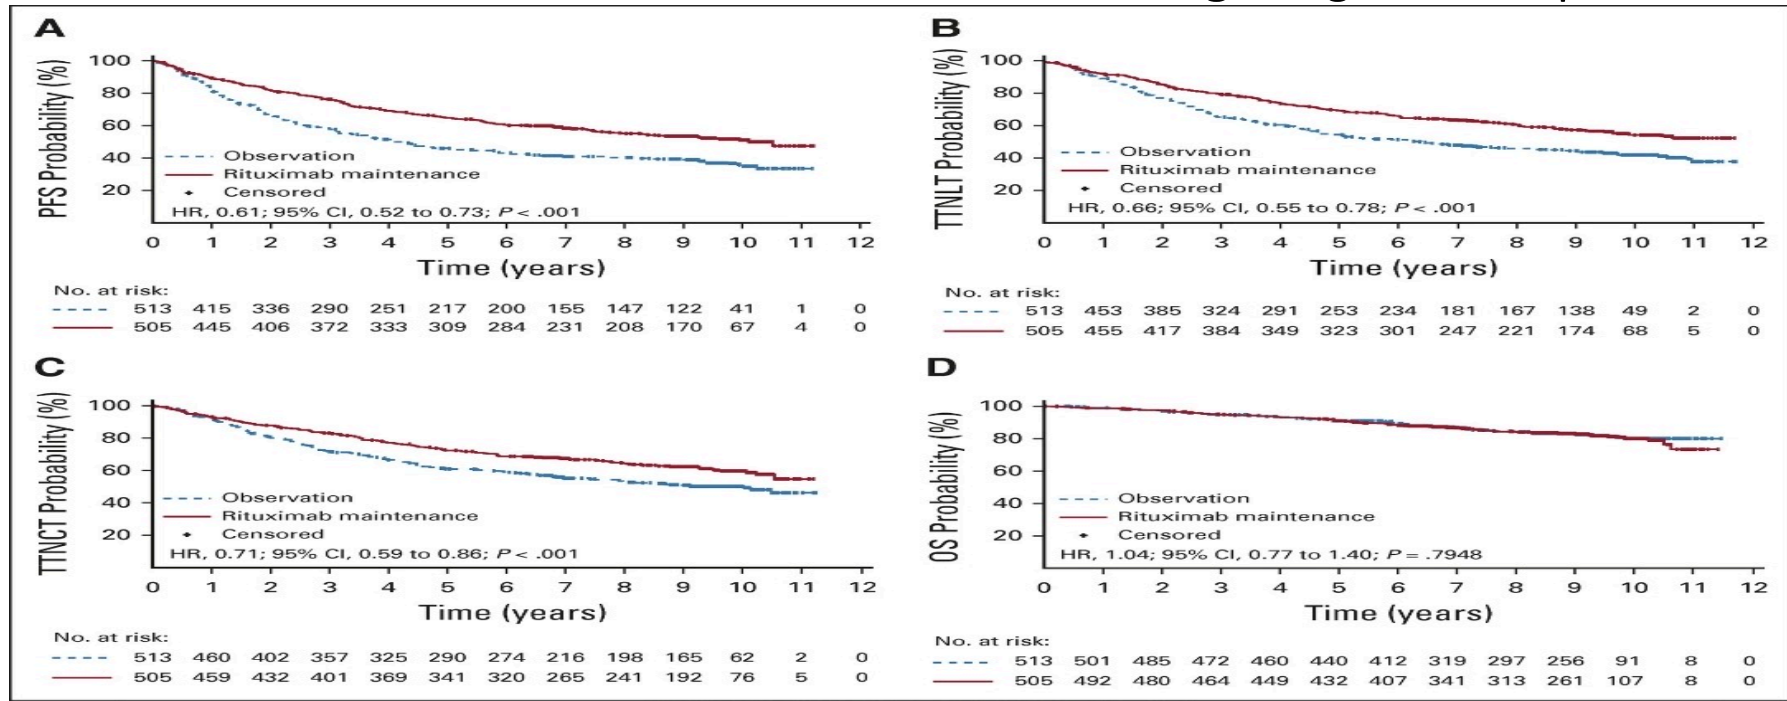 A
PFS Probability (%)
100
80
60
40
20
Observation
Rituximab maintenance
Censored
HR, 0.61; 95% CI, 0.52 to 0.73; P < .001
0 1 2 3 4 5 6 7 8 9 10 11 12
Time (years)
No. at risk:
513 415 336 290 251 217 200 155 147 122 41 1 0
505 445 406 372 333 309 284 231 208 170 67 4 0
B
TTNLT Probability (%)
100
80
60
40
20
Observation
Rituximab maintenance
Censored
HR, 0.66; 95% CI, 0.55 to 0.78; P < .001
0 1 2 3 4 5 6 7 8 9 10 11 12
Time (years)
No. at risk:
513 453 385 324 291 253 234 181 167 138 49 2 0
505 455 417 384 349 323 301 247 221 174 68 5 0
C
TTNCT Probability (%)
100
80
60
40
20
Observation
Rituximab maintenance
Censored
HR, 0.71; 95% CI, 0.59 to 0.86; P < .001
0 1 2 3 4 5 6 7 8 9 10 11 12
Time (years)
No. at risk:
513 460 402 357 325 290 274 216 198 165 62 2 0
505 459 432 401 369 341 320 265 241 192 76 5 0
D
OS Probability (%)
100
80
60
40
20
Observation
Rituximab maintenance
Censored
HR, 1.04; 95% CI, 0.77 to 1.40; P = .7948
0 1 2 3 4 5 6 7 8 9 10 11 12
Time (years)
No. at risk:
513 501 485 472 460 440 412 319 297 256 91 8 0
505 492 480 464 449 432 407 341 313 261 107 8 0